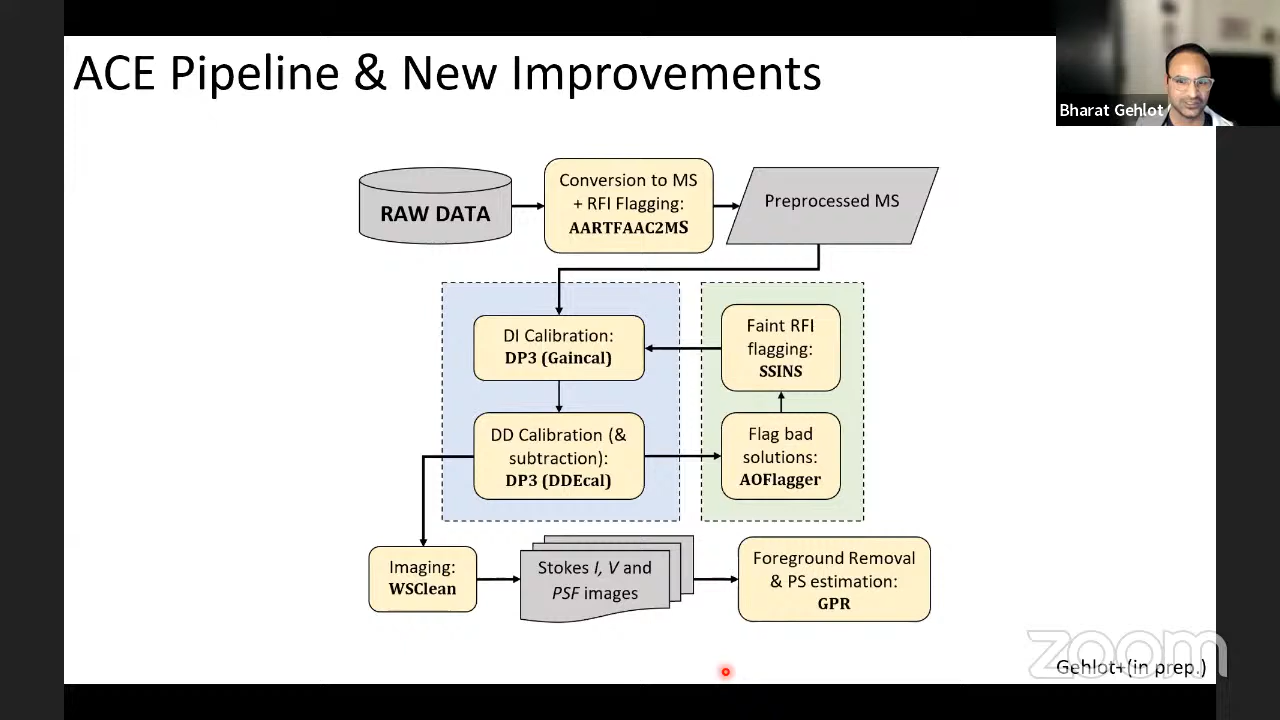 ACE Pipeline & New Improvements
Bharat Gehlot
RAW DATA
Conversion to MS
+ RFI Flagging:
AARTFAAC2MS
Preprocessed MS
DI Calibration:
DP3 (Gaincal)
Faint RFI
flagging:
SSINS
DD Calibration (&
subtraction):
DP3 (DDEcal)
Flag bad
solutions:
AOFlagger
Imaging:
WSClean
Stokes I, V and
PSF images
Foreground Removal
& PS estimation:
GPR
zoom
Gehlot+(in prep.)